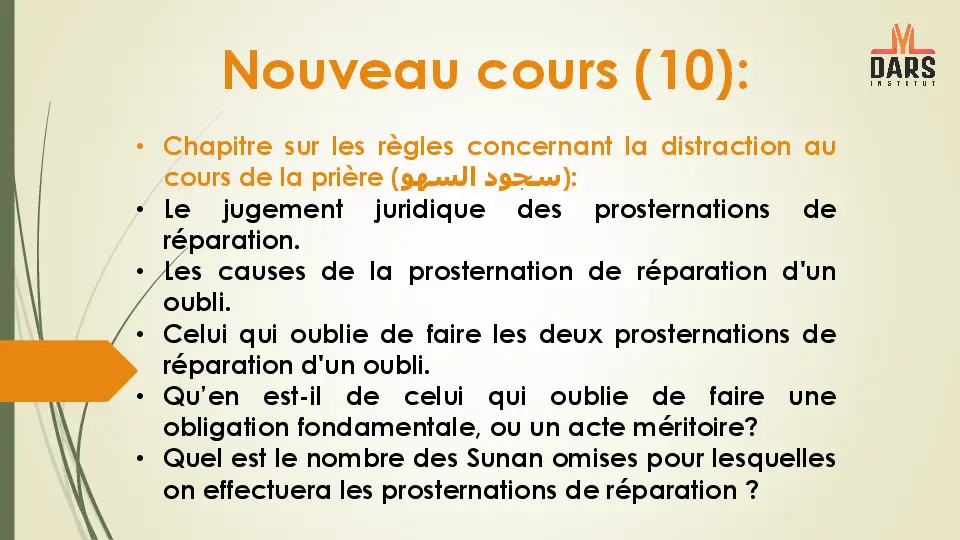 Nouveau cours (10):
M
DARS
INSTITUT
• Chapitre sur les règles concernant la distraction au
cours de la prière (سجود السهو):
• Le jugement juridique des prosternations de
réparation.
• Les causes de la prosternation de réparation d'un
oubli.
• Celui qui oublie de faire les deux prosternations de
réparation d'un oubli.
• Qu’en est-il de celui qui oublie de faire une
obligation fondamentale, ou un acte méritoire?
• Quel est le nombre des Sunan omises pour lesquelles
on effectuera les prosternations de réparation ?